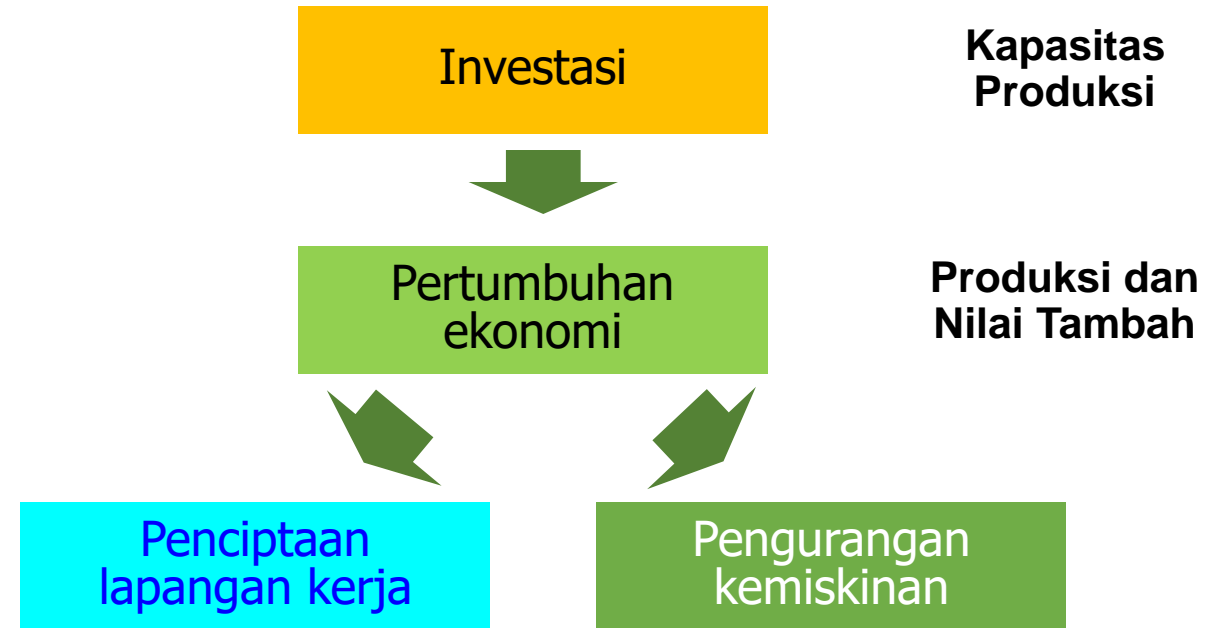 Investasi
Kapasitas
Produksi
Pertumbuhan
ekonomi
Produksi dan
Nilai Tambah
Penciptaan
lapangan kerja
Pengurangan
kemiskinan